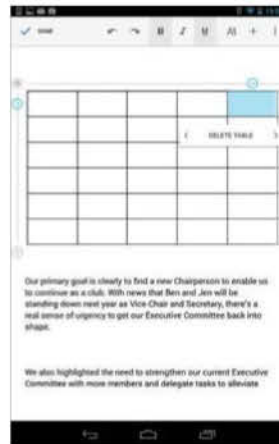 B I U
DELETE TABLE
Our primary goal is clearly to find a new Chairperson to enable us
to continue as a club. With news that Ben and Jen will be
standing down next year as Vice Chair and Secretary, there's a
real sense of urgency to get our Executive Committee back into
shape.
We also highlighted the need to strengthen our current Executive
Committee with more members and delegate tasks to alleviate